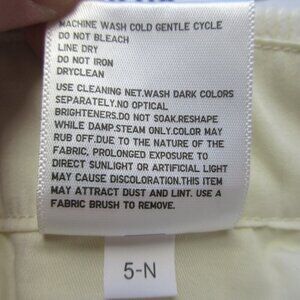 MACHINE WASH COLD GENTLE CYCLE
DO NOT BLEACH
LINE DRY
DO NOT IRON
DRYCLEAN
USE CLEANING NET.WASH DARK COLORS
SEPARATELY.NO OPTICAL
BRIGHTENERS.DO NOT SOAK.RESHAPE
WHILE DAMP.STEAM ONLY.COLOR MAY
RUB OFF.DUE TO THE NATURE OF THE
FABRIC, PROLONGED EXPOSURE TO
DIRECT SUNLIGHT OR ARTIFICIAL LIGHT
MAY CAUSE DISCOLORATION.THIS ITEM
MAY ATTRACT DUST AND LINT. USE A
FABRIC BRUSH TO REMOVE.
5-N